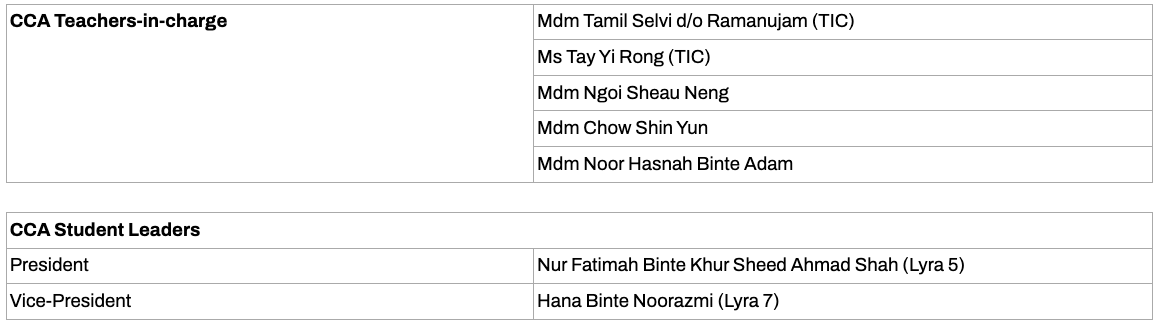 CCA Teachers-in-charge
Mdm Tamil Selvi d/o Ramanujam (TIC)
Ms Tay Yi Rong (TIC)
Mdm Ngoi Sheau Neng
Mdm Chow Shin Yun
Mdm Noor Hasnah Binte Adam
CCA Student Leaders
President
Nur Fatimah Binte Khur Sheed Ahmad Shah (Lyra 5)
Vice-President
Hana Binte Noorazmi (Lyra 7)